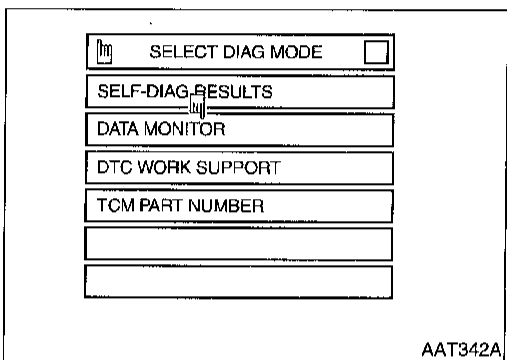 SELECT DIAG MODE
SELF-DIAG RESULTS
DATA MONITOR
DTC WORK SUPPORT
TCM PART NUMBER
AAT342A